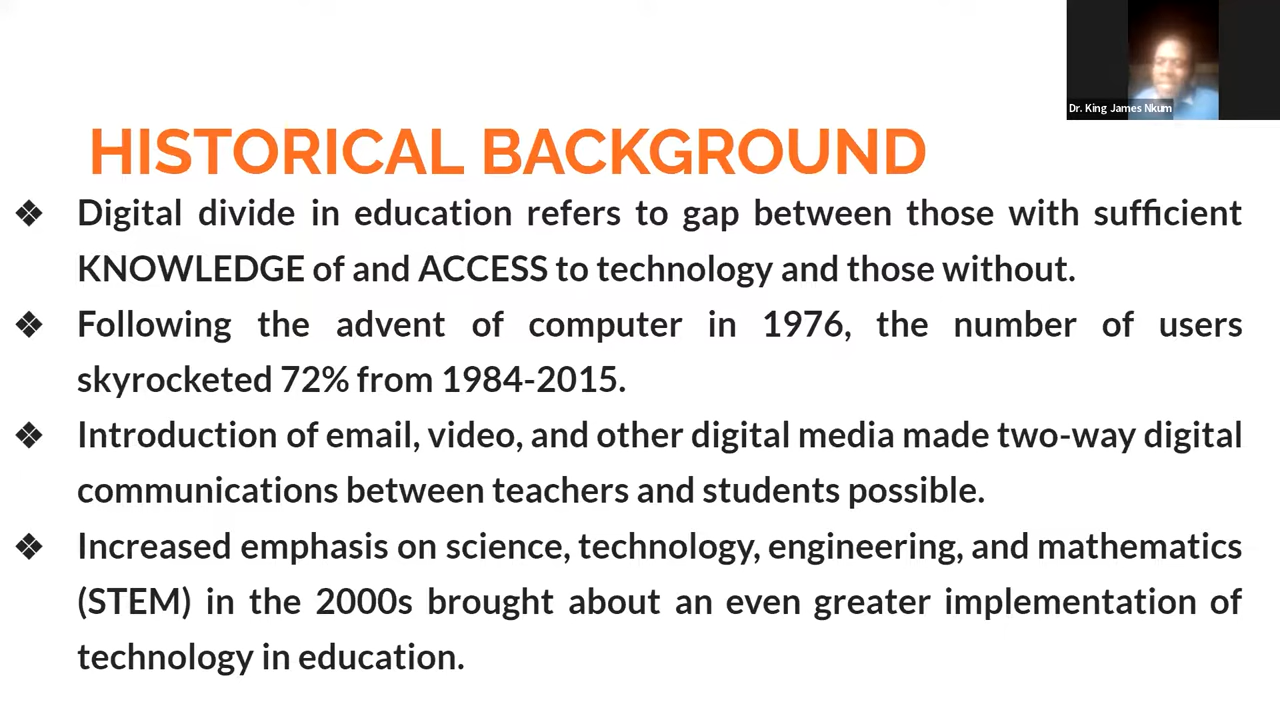 Dr. King James Nkum
HISTORICAL BACKGROUND
❖ Digital divide in education refers to gap between those with sufficient
KNOWLEDGE of and ACCESS to technology and those without.
❖ Following the advent of computer in 1976, the number of users
skyrocketed 72% from 1984-2015.
❖ Introduction of email, video, and other digital media made two-way digital
communications between teachers and students possible.
❖ Increased emphasis on science, technology, engineering, and mathematics
(STEM) in the 2000s brought about an even greater implementation of
technology in education.